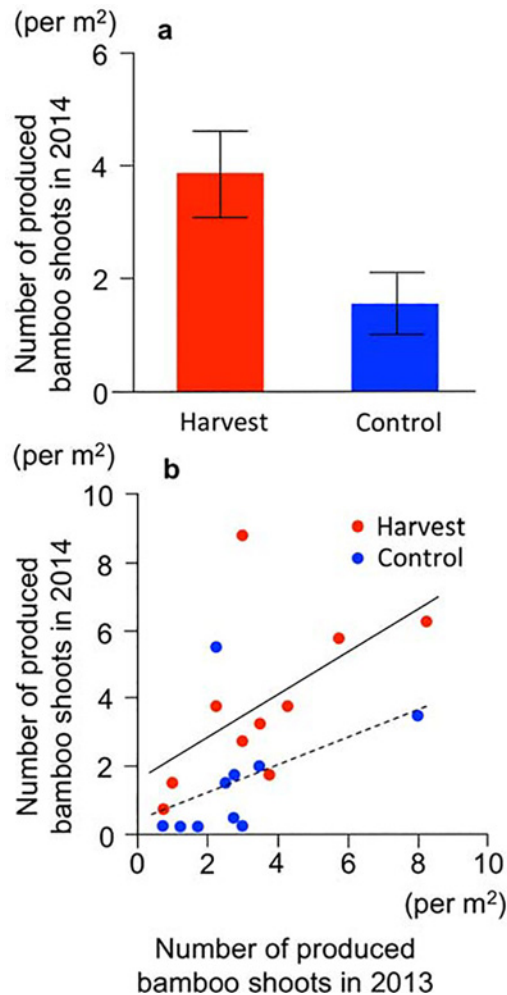 (per m²)
a
Number of produced
bamboo shoots in 2014
6
4
2
0
Harvest
Control
(per m²)
b
Number of produced
bamboo shoots in 2014
10
8
6
4
2
0
Harvest
Control
0 2 4 6 8 10
(per m²)
Number of produced
bamboo shoots in 2013